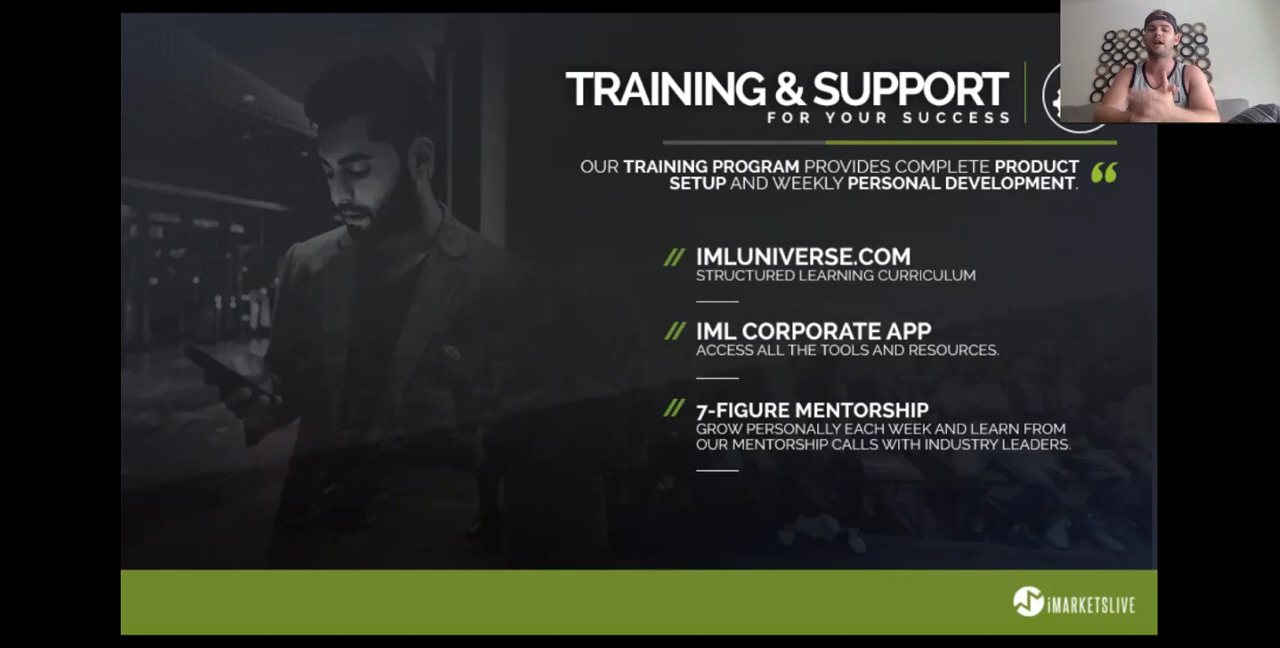 TRAINING & SUPPORT
FOR YOUR SUCCESS
OUR TRAINING PROGRAM PROVIDES COMPLETE PRODUCT
SETUP AND WEEKLY PERSONAL DEVELOPMENT.
// IMLUNIVERSE.COM
STRUCTURED LEARNING CURRICULUM
// IML CORPORATE APP
ACCESS ALL THE TOOLS AND RESOURCES.
// 7-FIGURE MENTORSHIP
GROW PERSONALLY EACH WEEK AND LEARN FROM
OUR MENTORSHIP CALLS WITH INDUSTRY LEADERS.
iMARKETSLIVE